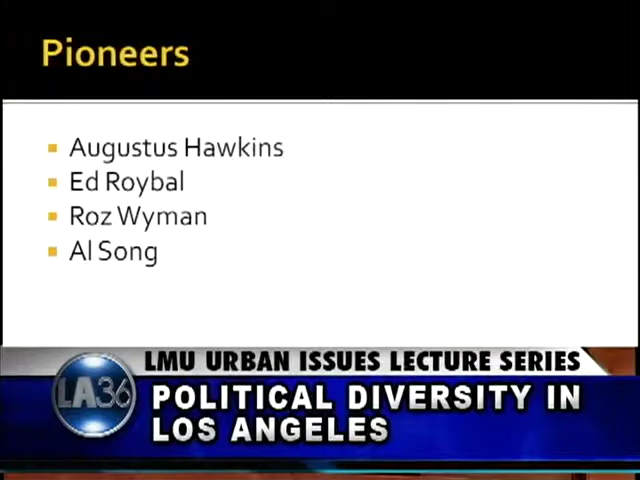 Pioneers
Augustus Hawkins
Ed Roybal
Roz Wyman
Al Song
LMU URBAN ISSUES LECTURE SERIES
LA36
POLITICAL DIVERSITY IN
LOS ANGELES